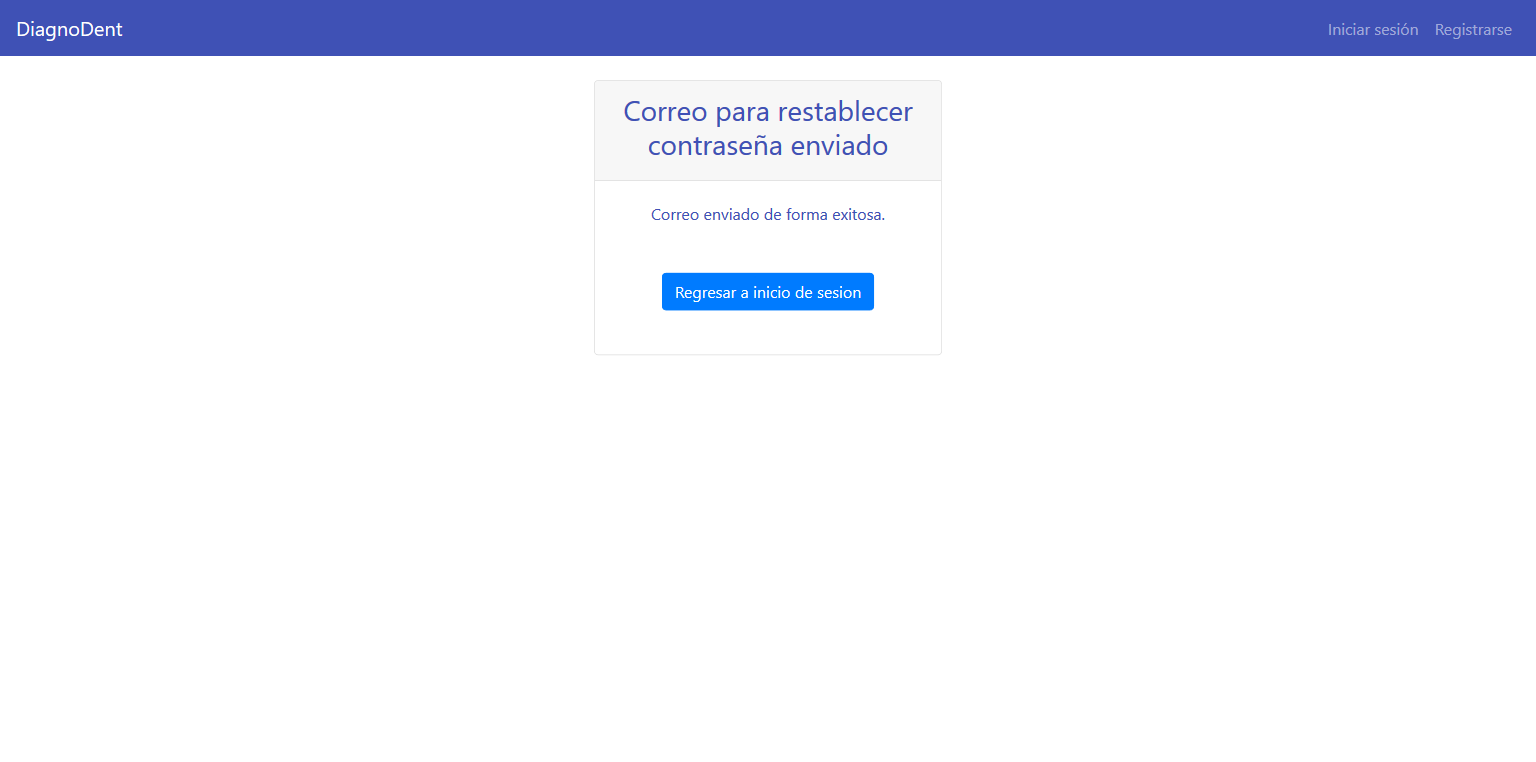 DiagnoDent
Iniciar sesión
Registrarse
Correo para restablecer
contraseña enviado
Correo enviado de forma exitosa.
Regresar a inicio de sesion